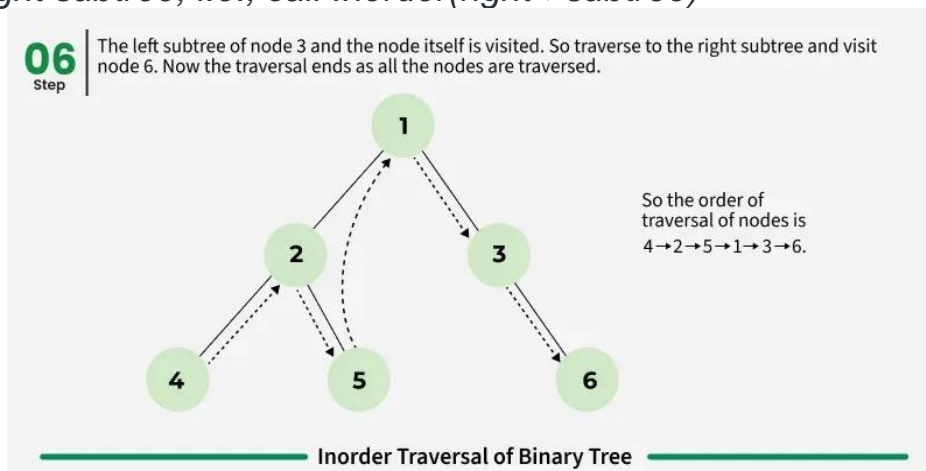 06
Step
The left subtree of node 3 and the node itself is visited. So traverse to the right subtree and visit
node 6. Now the traversal ends as all the nodes are traversed.
1
2
3
So the order of
traversal of nodes is
4→2→5→1→3→6.
4
5
6
Inorder Traversal of Binary Tree